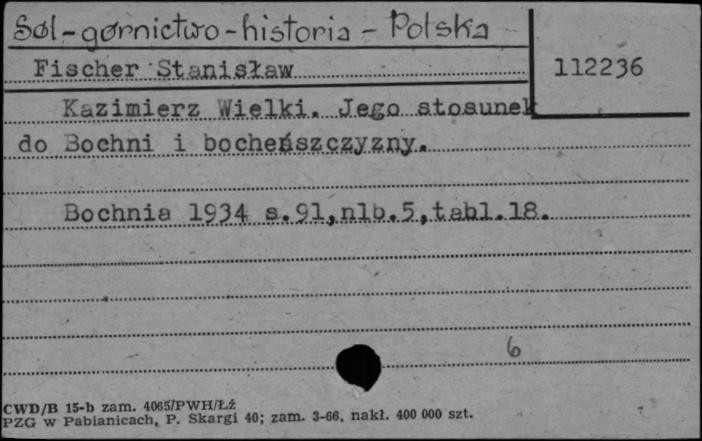 Sól-górnictwo-historia - Polska
Fischer Stanisław
112236
Kazimierz Wielki. Jego stosunek
do Bochni i bocheńszczyzny.
Bochnia 1934 s.91,nlb.5,tabl.18.
6
CWD/B 15-b zam. 4065/PWH/Łź
PZG w Pabianicach, P. Skargi 40; zam. 3-66, nakł. 400 000 szt.